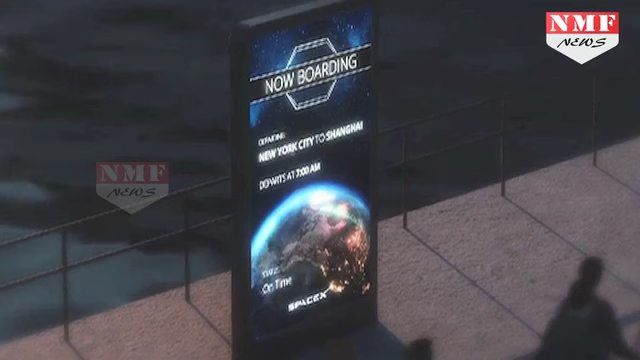 NMF
NEWS
NOW BOARDING
DEPARTING:
NEW YORK CITY TO SHANGHAI
DEPARTS AT 7:00 AM
NMF
NEWS
On Time
SPACEX